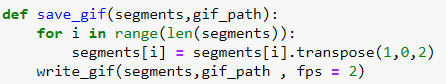 def save_gif(segments,gif_path):
    for i in range(len(segments)):
        segments[i] = segments[i].transpose(1,0,2)
    write_gif(segments,gif_path , fps = 2)